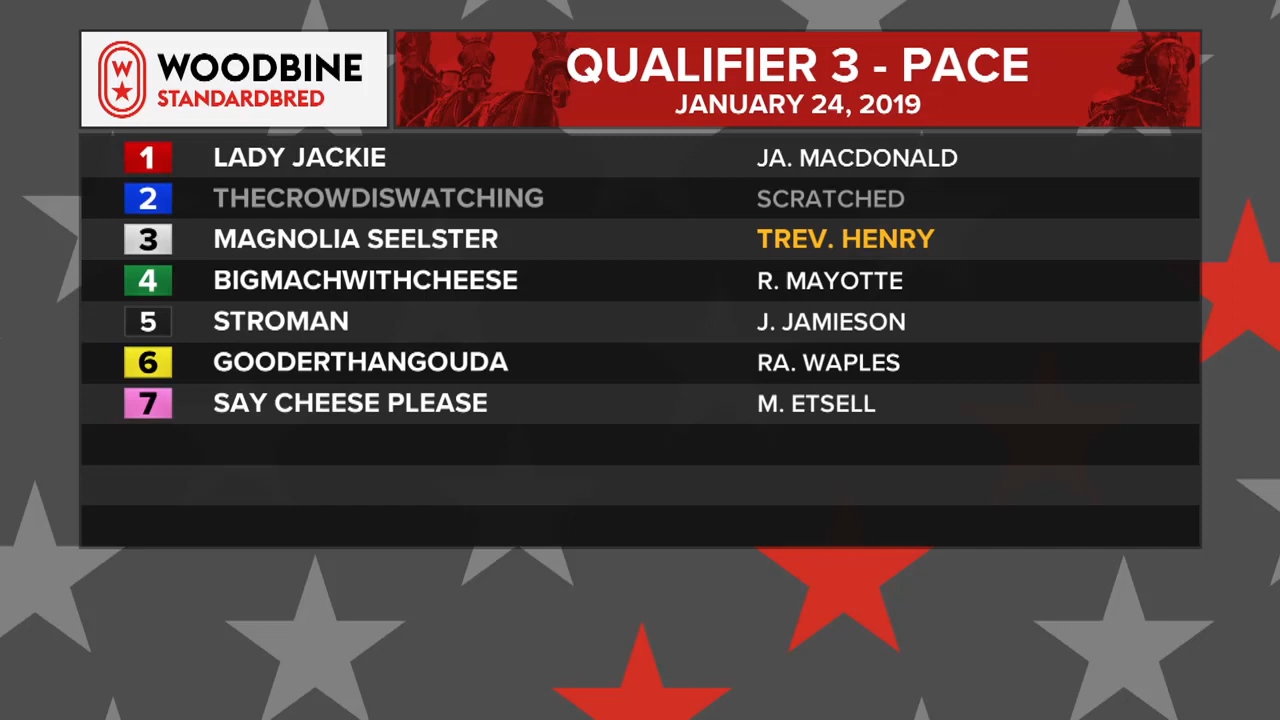 W
WOODBINE
STANDARDBRED
QUALIFIER 3 - PACE
JANUARY 24, 2019
1 LADY JACKIE JA. MACDONALD
2 THECROWDISWATCHING SCRATCHED
3 MAGNOLIA SEELSTER TREV. HENRY
4 BIGMACHWITHCHEESE R. MAYOTTE
5 STROMAN J. JAMIESON
6 GOODERTHANGOUDA RA. WAPLES
7 SAY CHEESE PLEASE M. ETSELL